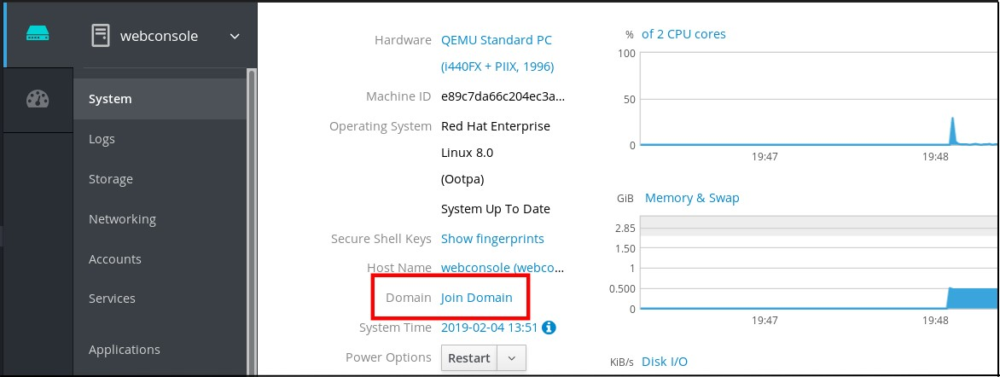 webconsole
System
Logs
Storage
Networking
Accounts
Services
Applications
Hardware QEMU Standard PC
(i440FX + PIIX, 1996)
Machine ID e89c7da66c204ec3a...
Operating System Red Hat Enterprise
Linux 8.0
(Ootpa)
System Up To Date
Secure Shell Keys Show fingerprints
Host Name webconsole (webco...
Domain Join Domain
System Time 2019-02-04 13:51
Power Options Restart
% of 2 CPU cores
100
50
0
19:47 19:48
GiB Memory & Swap
2.85
1.50
1
0.500
0
19:47 19:48
KiB/s Disk I/O